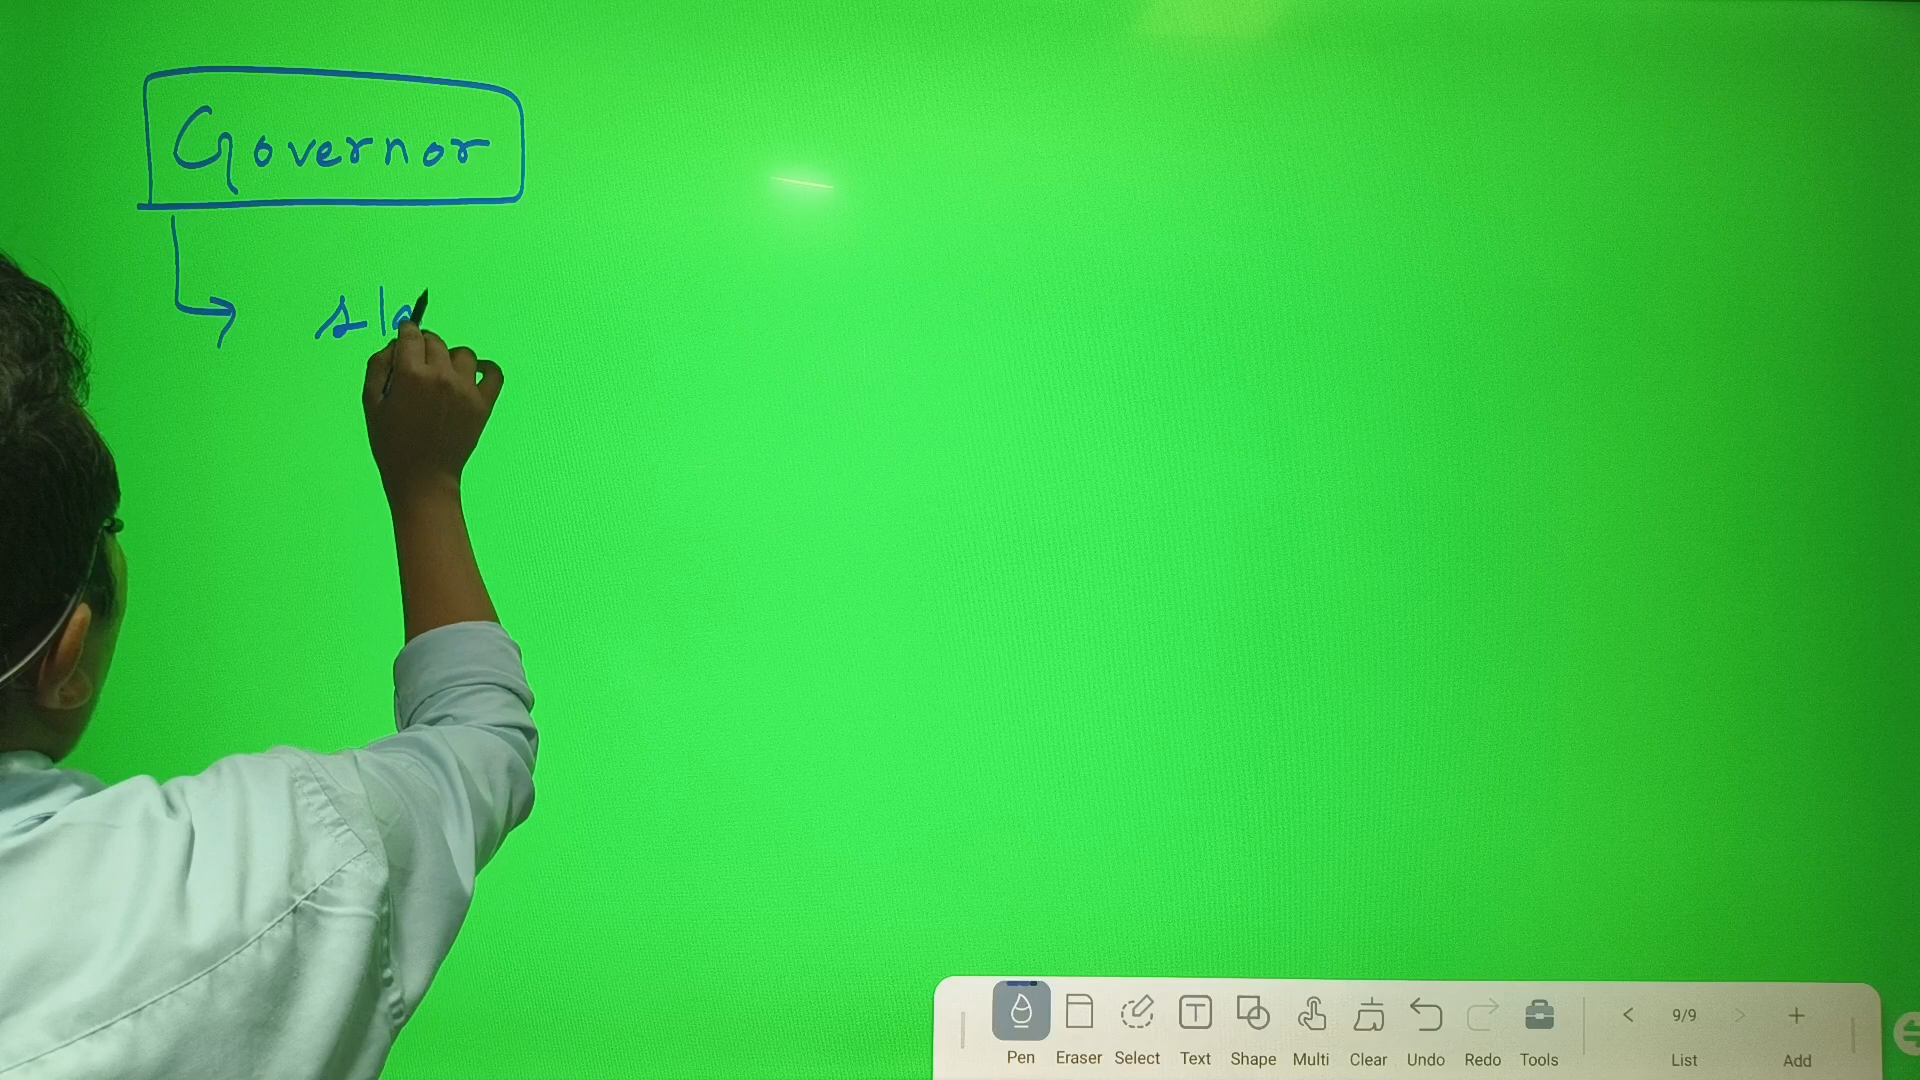 Governor
Pen Eraser Select Text Shape Multi Clear Undo Redo Tools < 9/9 > List + Add